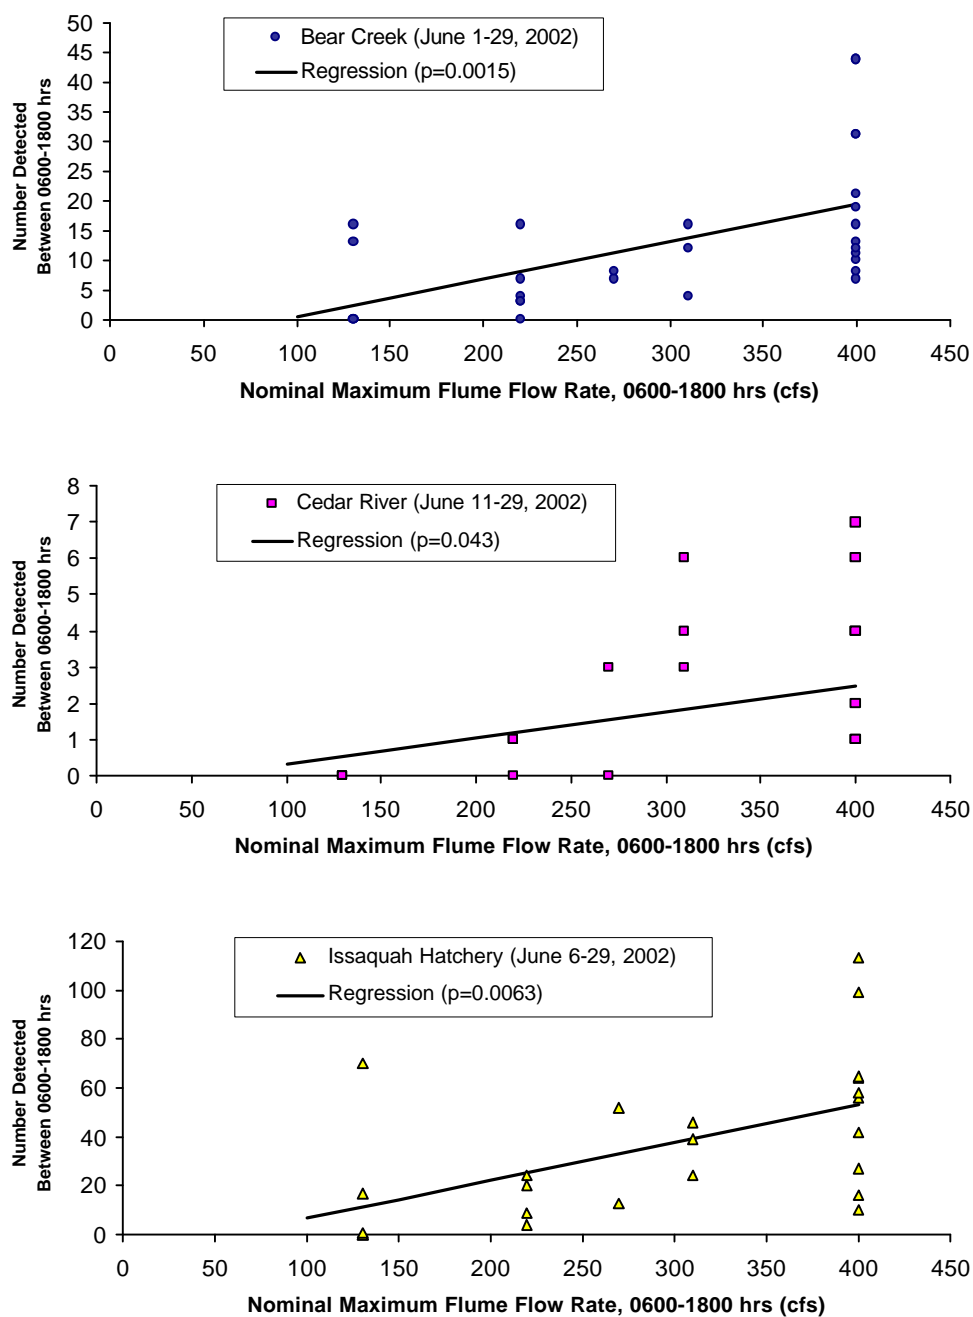 Bear Creek (June 1-29, 2002)
Regression (p=0.0015)
Number Detected
Between 0600-1800 hrs
50
45
40
35
30
25
20
15
10
5
0
0 50 100 150 200 250 300 350 400 450
Nominal Maximum Flume Flow Rate, 0600-1800 hrs (cfs)
Cedar River (June 11-29, 2002)
Regression (p=0.043)
Number Detected
Between 0600-1800 hrs
8
7
6
5
4
3
2
1
0
0 50 100 150 200 250 300 350 400 450
Nominal Maximum Flume Flow Rate, 0600-1800 hrs (cfs)
Issaquah Hatchery (June 6-29, 2002)
Regression (p=0.0063)
Number Detected
Between 0600-1800 hrs
120
100
80
60
40
20
0
0 50 100 150 200 250 300 350 400 450
Nominal Maximum Flume Flow Rate, 0600-1800 hrs (cfs)